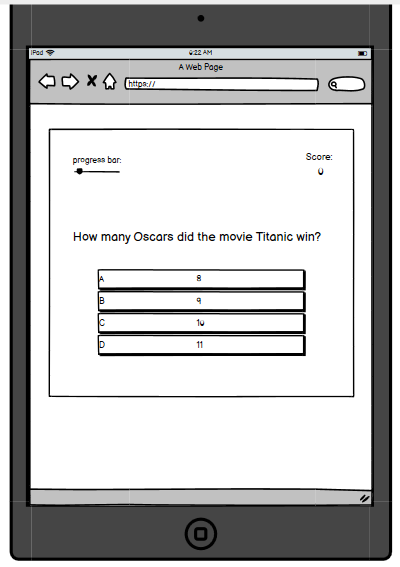 iPad 9:22 AM
A Web Page
https://
progress bar:
Score:
0
How many Oscars did the movie Titanic win?
A 8
B 9
C 10
D 11